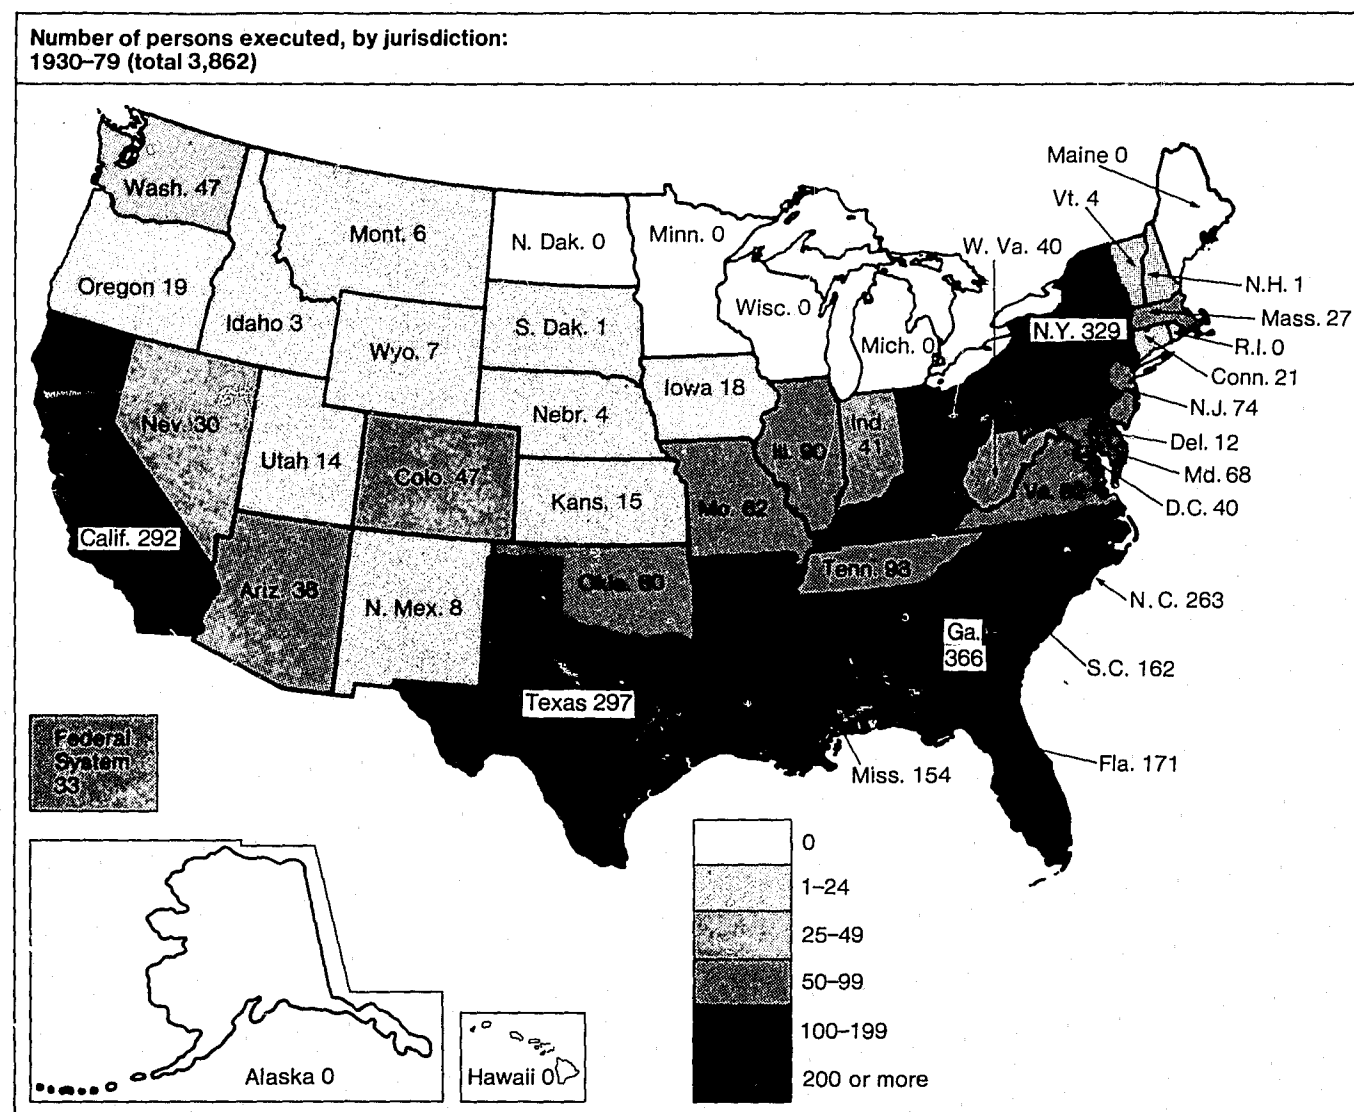 Number of persons executed, by jurisdiction:
1930–79 (total 3,862)
Maine 0
Vt. 4
Wash. 47
Mont. 6
N. Dak. 0
Minn. 0
W. Va. 40
Oregon 19
Idaho 3
S. Dak. 1
Wisc. 0
N.H. 1
Mass. 27
Wyo. 7
Mich. 0
N.Y. 329
R.I. 0
Conn. 21
Iowa 18
Nebr. 4
N.J. 74
Nev. 30
Ind.
41
Utah 14
Colo. 47
Ill. 90
Del. 12
Md. 68
Kans. 15
Mo. 62
Va.
D.C. 40
Calif. 292
Ariz. 38
N. Mex. 8
Okla. 60
Tenn. 93
N.C. 263
Ga.
366
S.C. 162
Texas 297
Federal
System
33
Miss. 154
Fla. 171
0
1–24
25–49
50–99
100–199
200 or more
Alaska 0
Hawaii 0